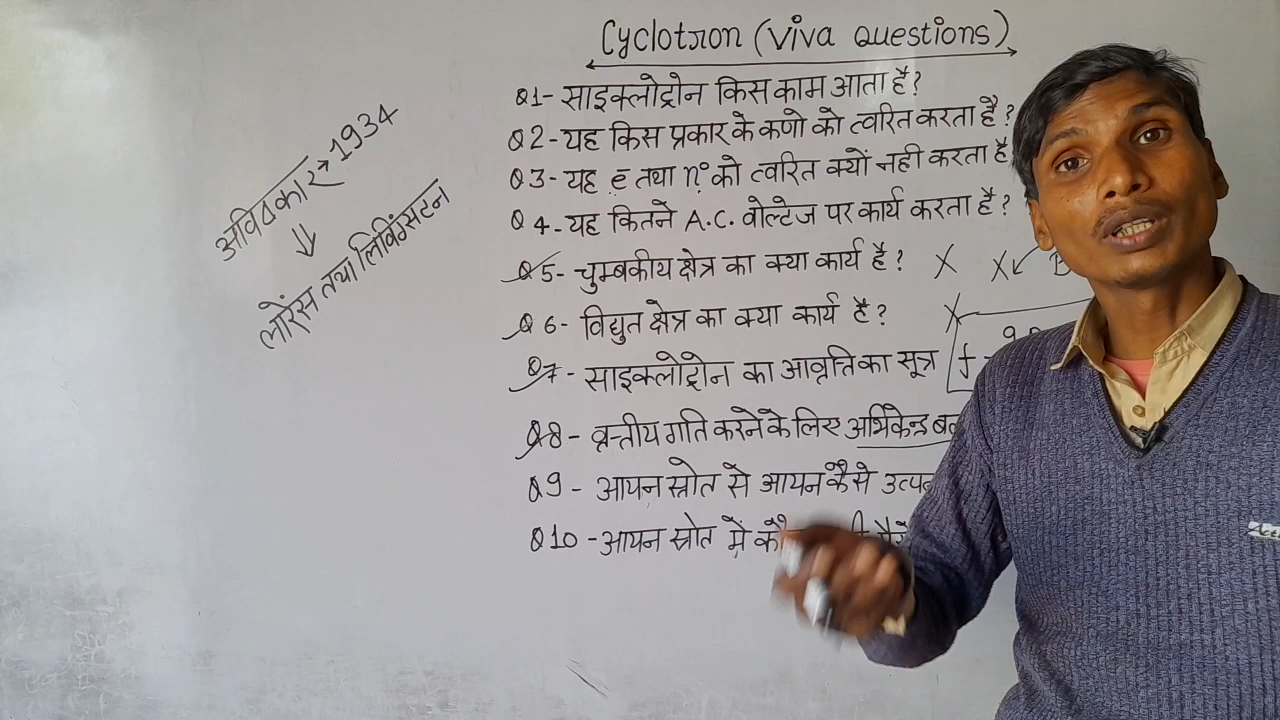 Cyclotron (Viva Questions)
Q1- साइक्लोट्रोन किस काम आता है?
Q2- यह किस प्रकार के कणो को त्वरित करता है?
Q3- यह e̅ तथा n° को त्वरित क्यों नही करता है
Q4- यह कितने A.C. वोल्टेज पर कार्य करता है?
Q5- चुम्बकीय क्षेत्र का क्या कार्य है? X X
Q6- विद्युत क्षेत्र का क्या कार्य है?
Q7- साइक्लोट्रोन का आवृत्ति का सूत्र f
Q8- व्रत्तीय गति करने के लिए अभिकेन्द्र
Q9- आयन स्रोत से आयन कैसे
Q10- आयन स्रोत मे
अविष्कार → 1934
⇓
लोरेंस तथा लिविंगसटन